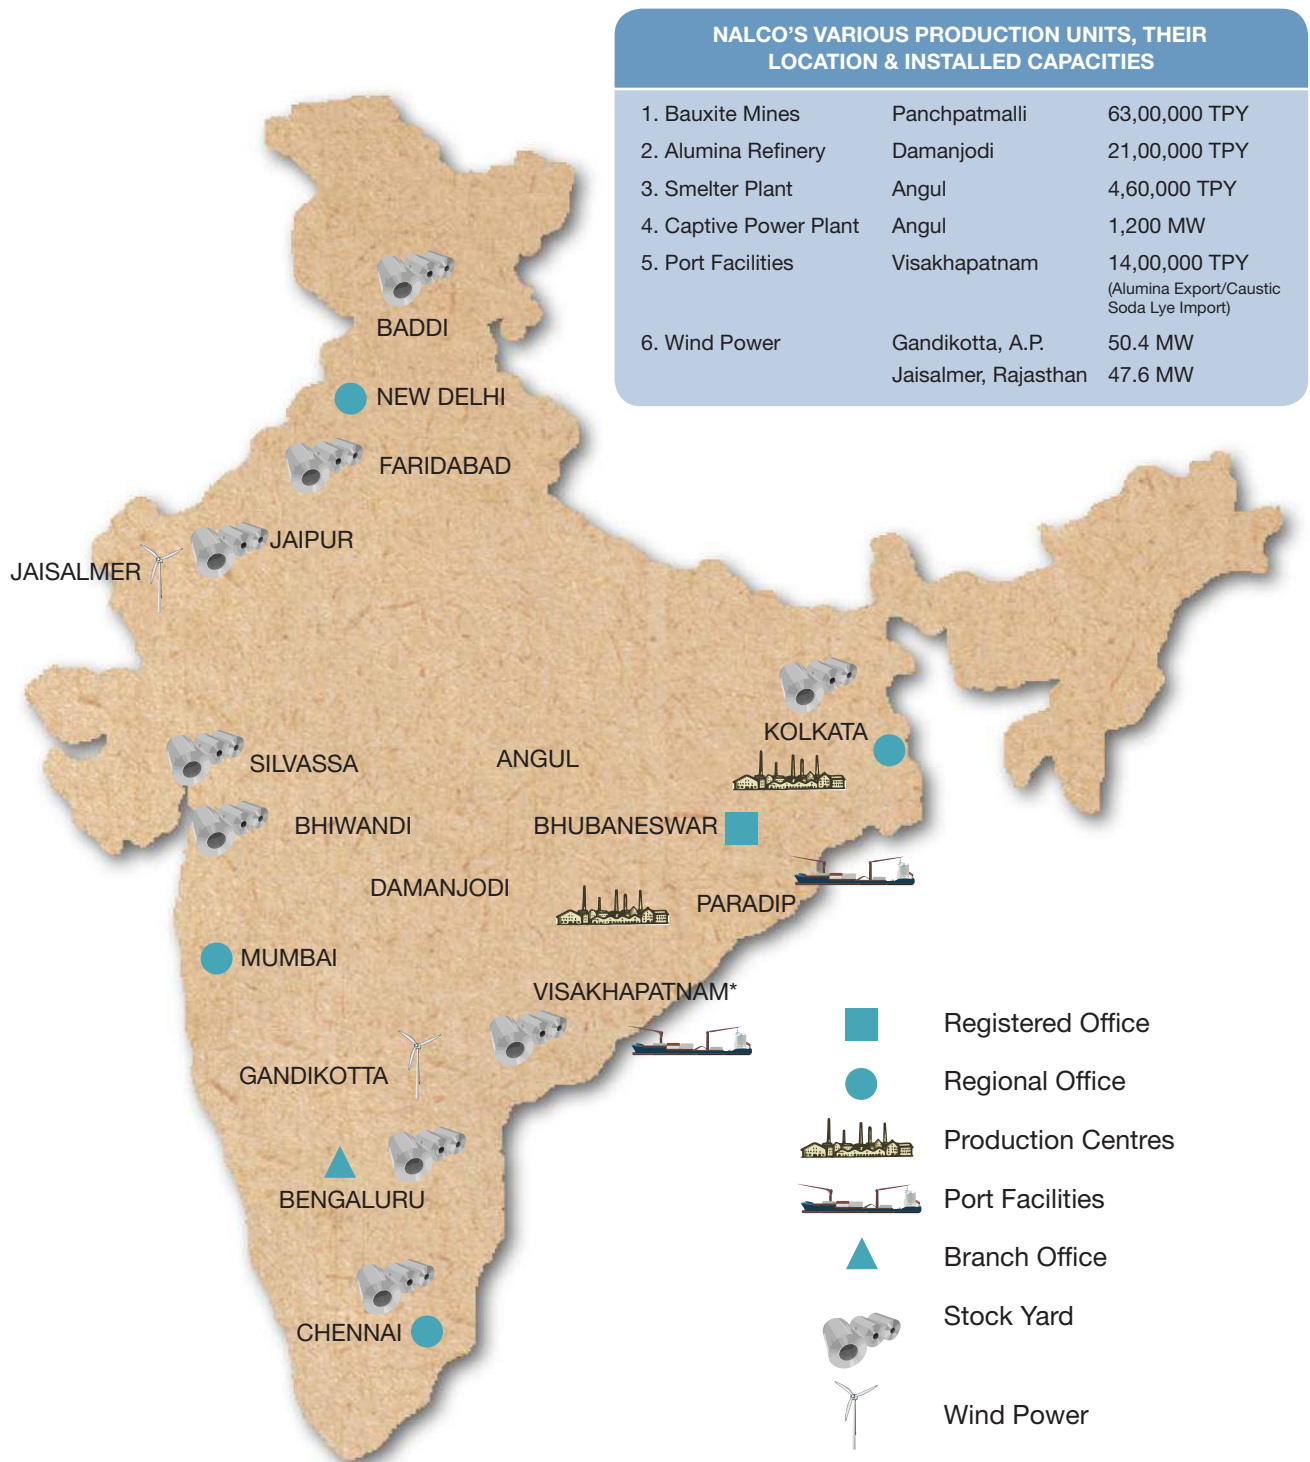 NALCO'S VARIOUS PRODUCTION UNITS, THEIR
LOCATION & INSTALLED CAPACITIES
1. Bauxite Mines Panchpatmalli 63,00,000 TPY
2. Alumina Refinery Damanjodi 21,00,000 TPY
3. Smelter Plant Angul 4,60,000 TPY
4. Captive Power Plant Angul 1,200 MW
5. Port Facilities Visakhapatnam 14,00,000 TPY
(Alumina Export/Caustic
Soda Lye Import)
6. Wind Power Gandikotta, A.P. 50.4 MW
Jaisalmer, Rajasthan 47.6 MW
BADDI
NEW DELHI
FARIDABAD
JAIPUR
JAISALMER
KOLKATA
SILVASSA
ANGUL
BHIWANDI
BHUBANESWAR
DAMANJODI
PARADIP
MUMBAI
VISAKHAPATNAM*
GANDIKOTTA
BENGALURU
CHENNAI
Registered Office
Regional Office
Production Centres
Port Facilities
Branch Office
Stock Yard
Wind Power